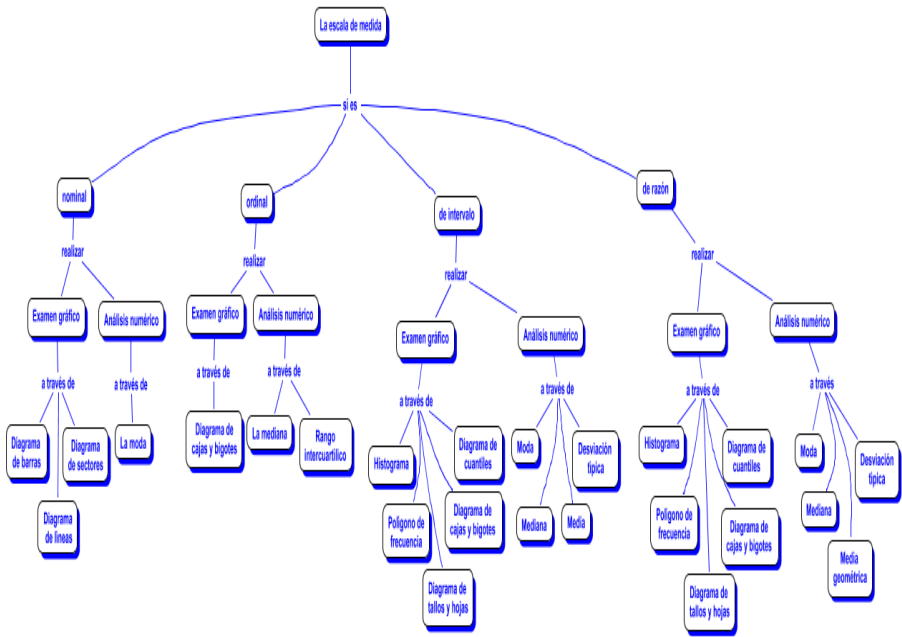 La escala de medida
si es
nominal
realizar
Examen gráfico
Análisis numérico
a través de
a través de
Diagrama
de barras
Diagrama
de sectores
La moda
Diagrama
de lineas
ordinal
realizar
Examen gráfico
Análisis numérico
a través de
a través de
Diagrama de
cajas y bigotes
La mediana
Rango
intercuartílico
de intervalo
realizar
Examen gráfico
Análisis numérico
a través de
a través de
Histograma
Diagrama de
cuantiles
Moda
Desviación
típica
Poligono de
frecuencia
Diagrama de
cajas y bigotes
Mediana
Media
Diagrama de
tallos y hojas
de razón
realizar
Examen gráfico
Análisis numérico
a través de
a través
Histograma
Diagrama de
cuantiles
Moda
Desviación
típica
Poligono de
frecuencia
Diagrama de
cajas y bigotes
Mediana
Media
geométrica
Diagrama de
tallos y hojas